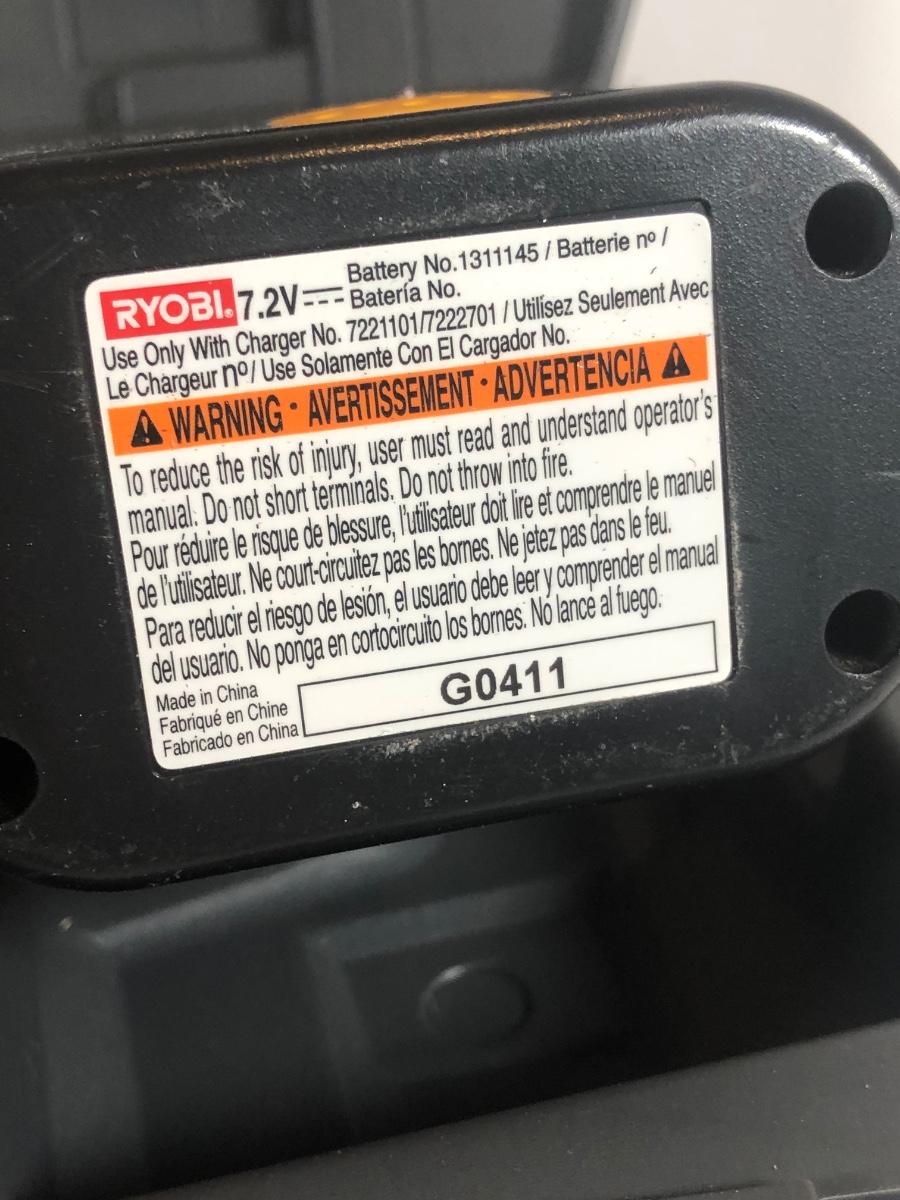 RYOBI® 7.2V Battery No.1311145 / Batterie nº /
Batería No.
Use Only With Charger No. 7221101/7222701 / Utilisez Seulement Avec
Le Chargeur nº/ Use Solamente Con El Cargador No.
WARNING • AVERTISSEMENT • ADVERTENCIA
To reduce the risk of injury, user must read and understand operator's
manual. Do not short terminals. Do not throw into fire.
Pour réduire le risque de blessure, l'utilisateur doit lire et comprendre le manuel
de l'utilisateur. Ne court-circuitez pas les bornes. Ne jetez pas dans le feu.
Para reducir el riesgo de lesión, el usuario debe leer y comprender el manual
del usuario. No ponga en cortocircuito los bornes. No lance al fuego.
Made in China
Fabriqué en Chine
Fabricado en China
G0411